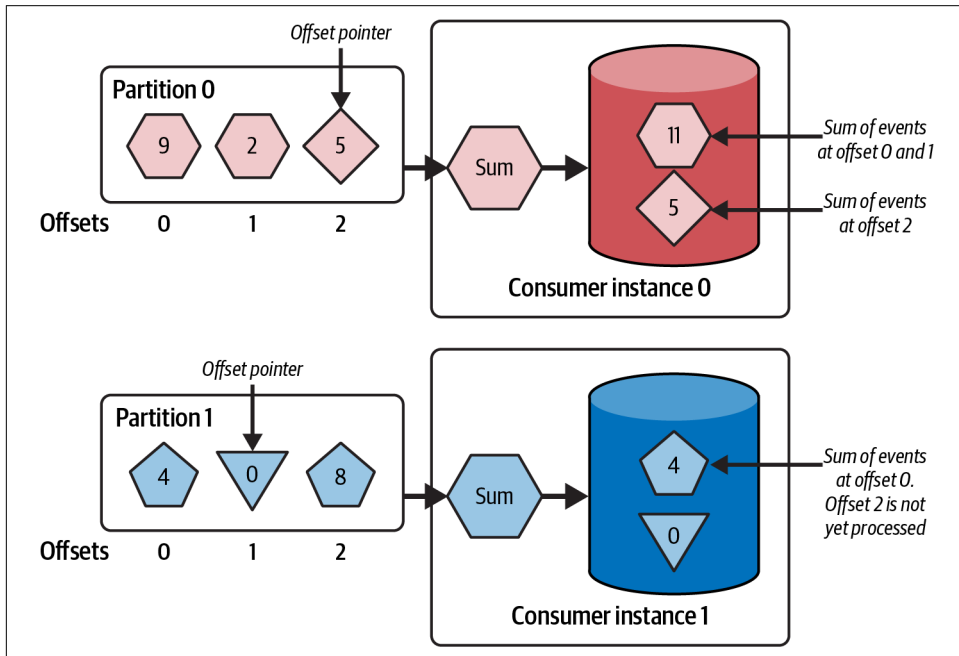 Offset pointer
Partition 0
9 2 5
Offsets 0 1 2
Sum
11
5
Consumer instance 0
Sum of events
at offset 0 and 1
Sum of events
at offset 2
Offset pointer
Partition 1
4 0 8
Offsets 0 1 2
Sum
4
0
Consumer instance 1
Sum of events
at offset 0.
Offset 2 is not
yet processed